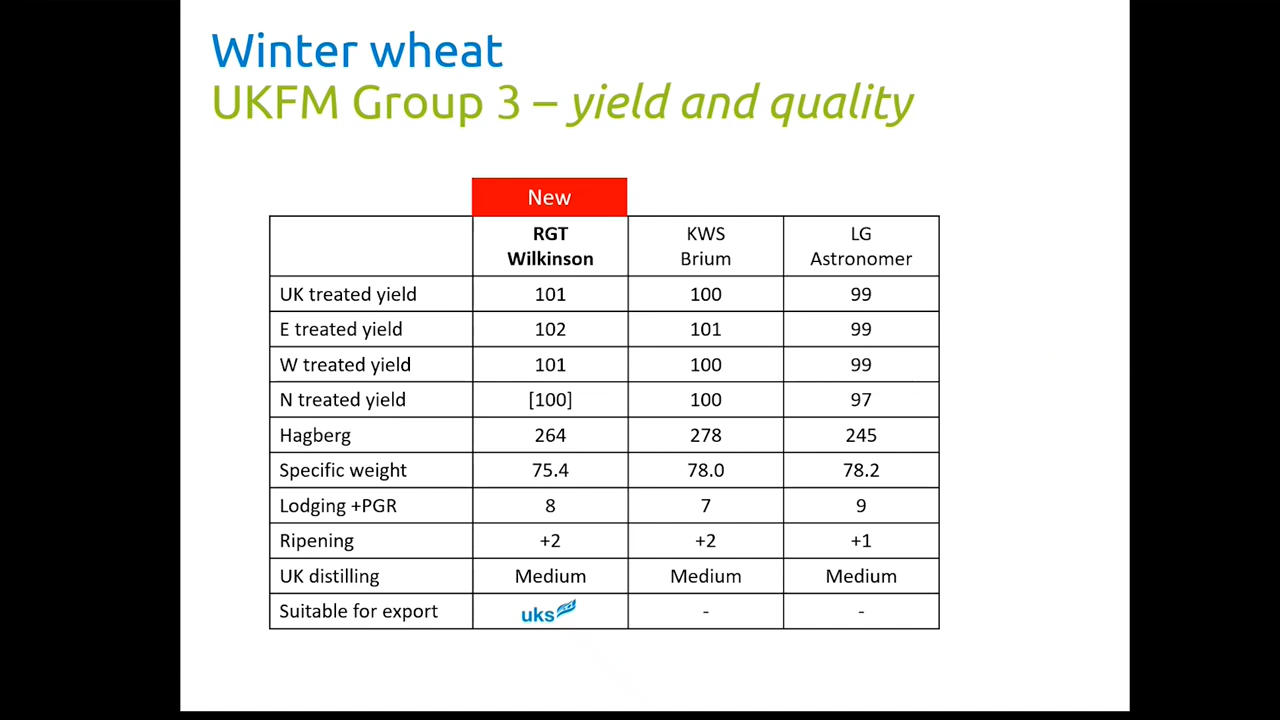 Winter wheat
UKFM Group 3 – yield and quality
New
RGT Wilkinson KWS Brium LG Astronomer
UK treated yield 101 100 99
E treated yield 102 101 99
W treated yield 101 100 99
N treated yield [100] 100 97
Hagberg 264 278 245
Specific weight 75.4 78.0 78.2
Lodging +PGR 8 7 9
Ripening +2 +2 +1
UK distilling Medium Medium Medium
Suitable for export uks - -